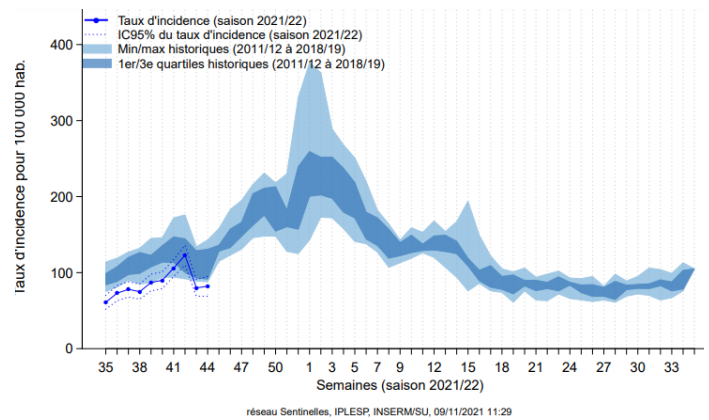 Taux d'incidence (saison 2021/22)
IC95% du taux d'incidence (saison 2021/22)
Min/max historiques (2011/12 à 2018/19)
1er/3e quartiles historiques (2011/12 à 2018/19)
Taux d'incidence pour 100 000 hab.
400
300
200
100
0
35 38 41 44 47 50 1 3 5 7 9 12 15 18 21 24 27 30 33
Semaines (saison 2021/22)
réseau Sentinelles, IPLESP, INSERM/SU, 09/11/2021 11:29